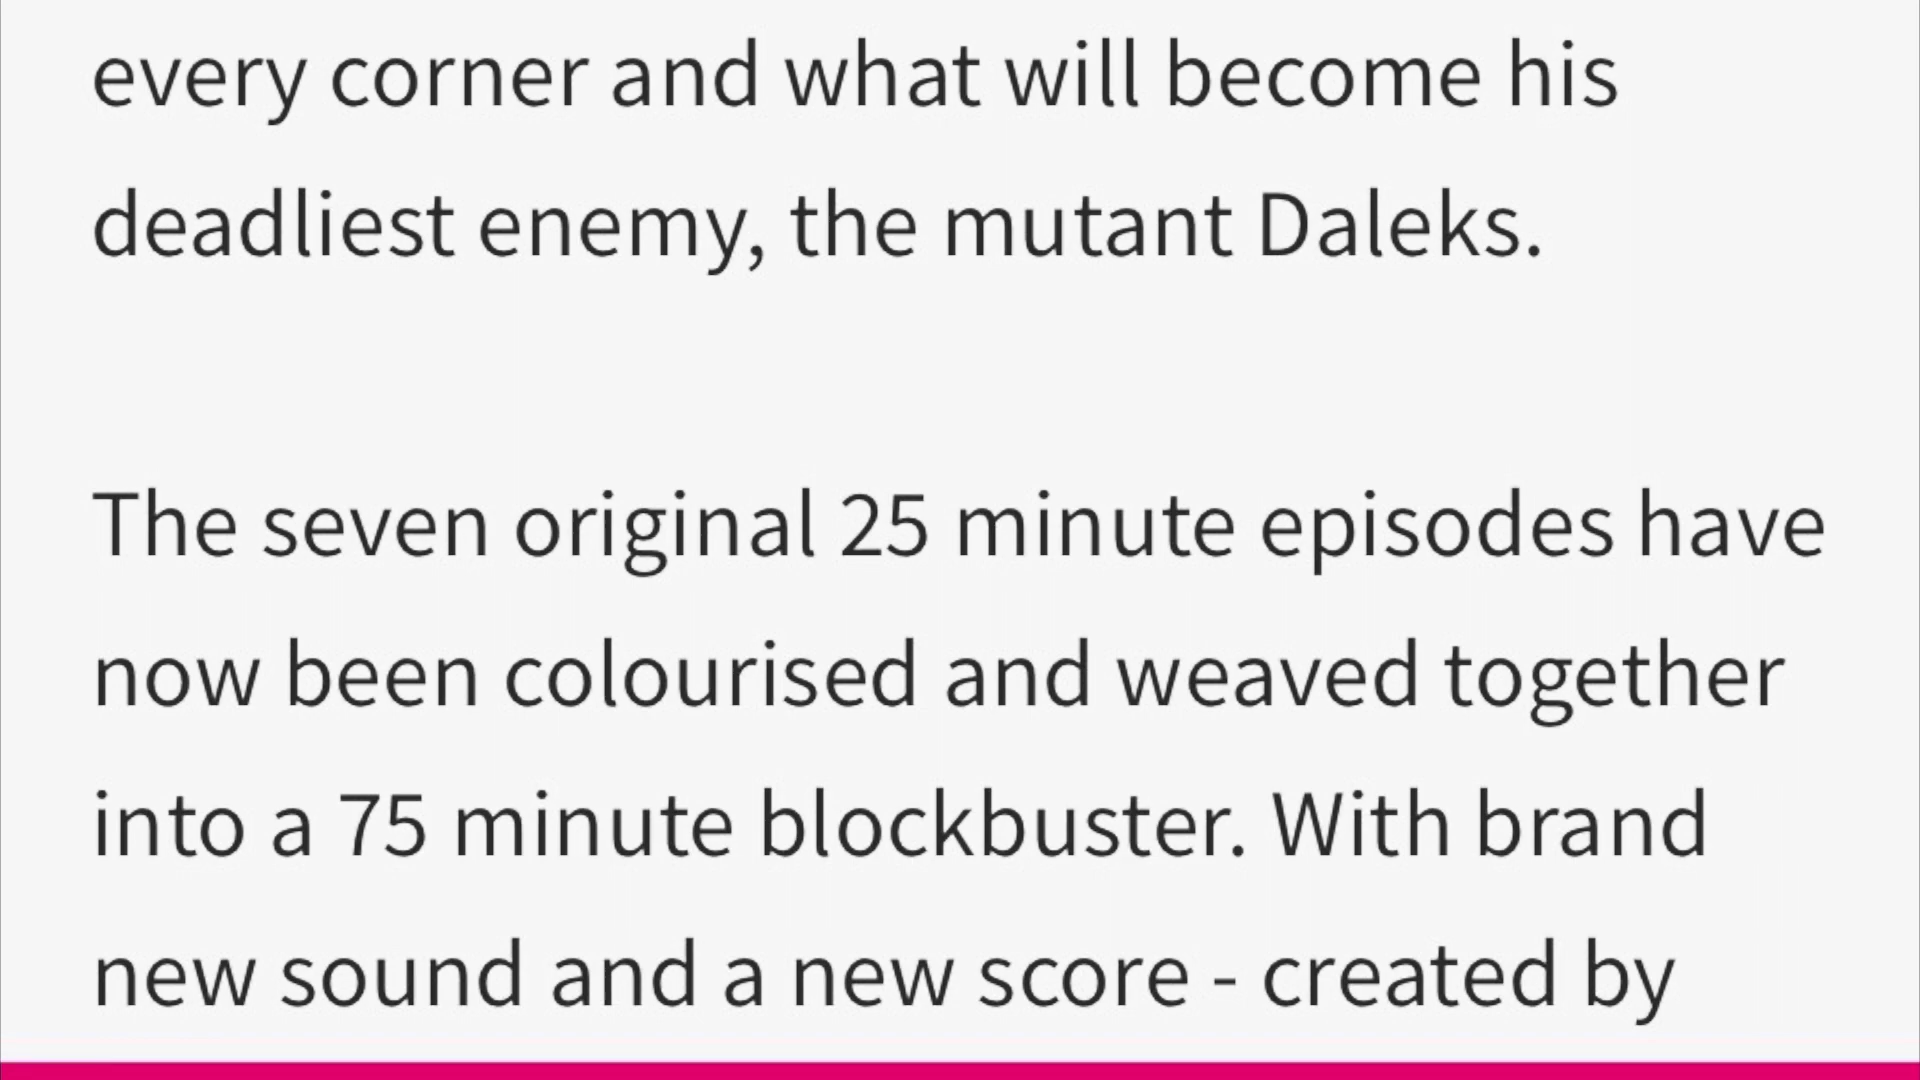 every corner and what will become his
deadliest enemy, the mutant Daleks.
The seven original 25 minute episodes have
now been colourised and weaved together
into a 75 minute blockbuster. With brand
new sound and a new score - created by